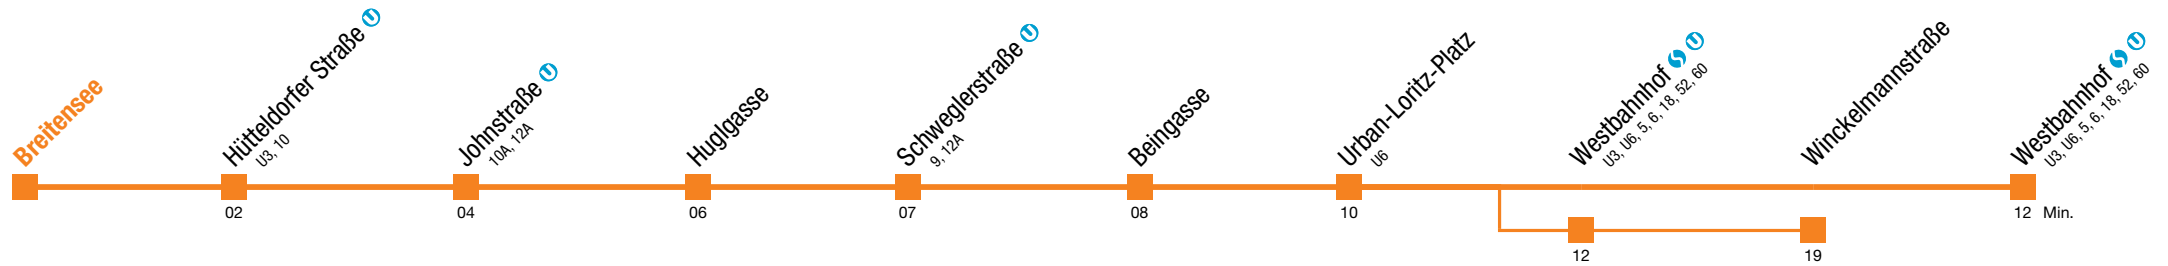 Breitensee
Hütteldorfer Straße
U3, 10
Johnstraße
10A, 12A
Huglgasse
Schweglerstraße
9, 12A
Beingasse
Urban-Loritz-Platz
U6
Westbahnhof
U3, U6, 5, 6, 18, 52, 60
Winckelmannstraße
Westbahnhof
U3, U6, 5, 6, 18, 52, 60
02
04
06
07
08
10
12 Min.
12
19